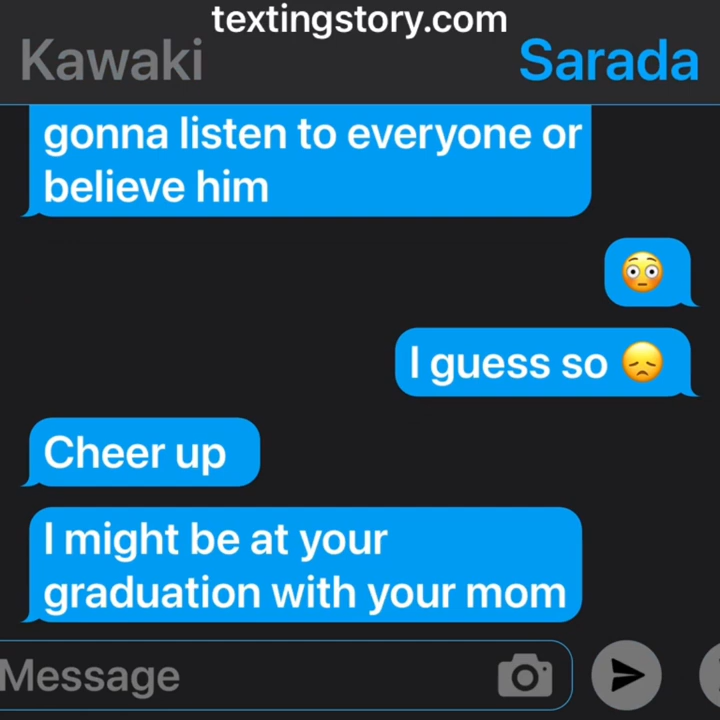 textingstory.com
Kawaki Sarada
gonna listen to everyone or
believe him
😳
I guess so 😞
Cheer up
I might be at your
graduation with your mom
Message